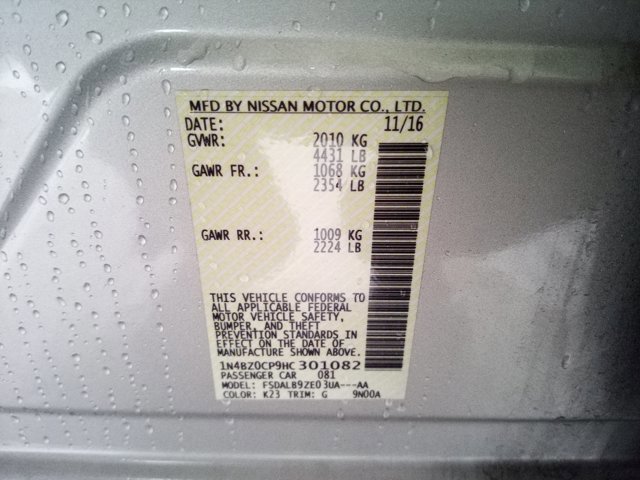 MFD BY NISSAN MOTOR CO., LTD.
DATE: 11/16
GVWR: 2010 KG
4431 LB
GAWR FR.: 1068 KG
2354 LB
GAWR RR.: 1009 KG
2224 LB
THIS VEHICLE CONFORMS TO
ALL APPLICABLE FEDERAL
MOTOR VEHICLE SAFETY,
BUMPER, AND THEFT
PREVENTION STANDARDS IN
EFFECT ON THE DATE OF
MANUFACTURE SHOWN ABOVE.
1N4BZ0CP9HC301082
PASSENGER CAR 081
MODEL: FSDALB9ZE0 3UA---AA
COLOR: K23 TRIM: G 9N00A